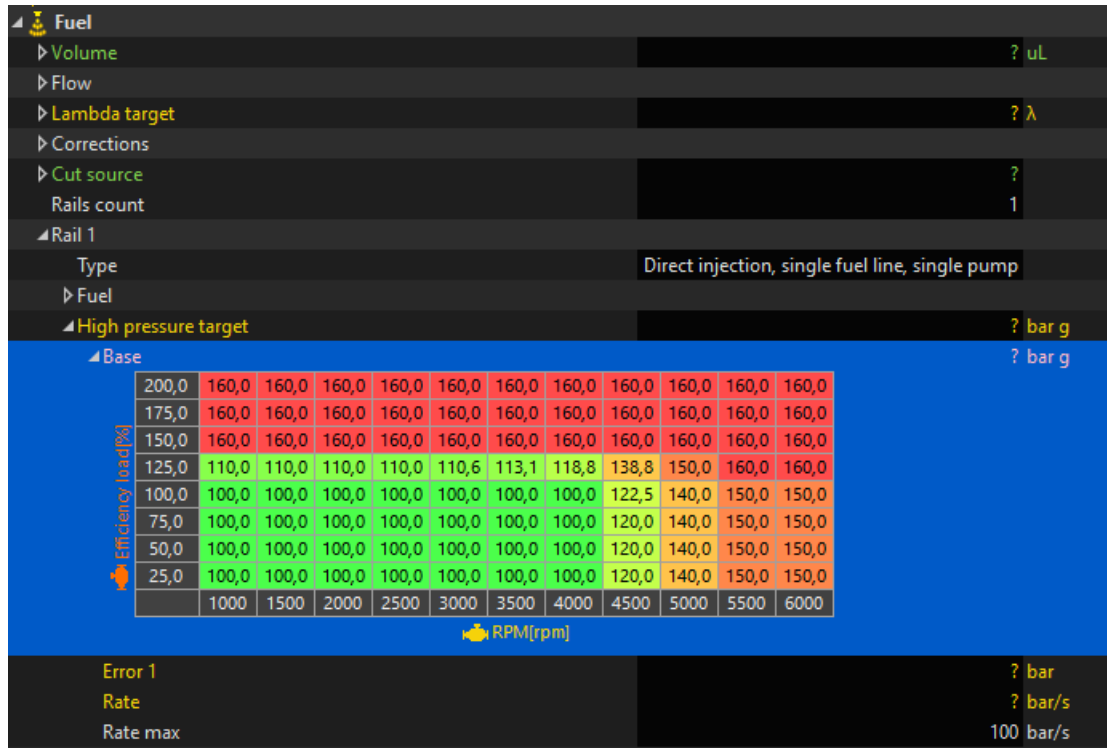 Fuel
Volume ? uL
Flow
Lambda target ? λ
Corrections
Cut source ?
Rails count 1
Rail 1
Type Direct injection, single fuel line, single pump
Fuel
High pressure target ? bar g
Base ? bar g
Efficiency load[%]
200,0 160,0 160,0 160,0 160,0 160,0 160,0 160,0 160,0 160,0 160,0 160,0
175,0 160,0 160,0 160,0 160,0 160,0 160,0 160,0 160,0 160,0 160,0 160,0
150,0 160,0 160,0 160,0 160,0 160,0 160,0 160,0 160,0 160,0 160,0 160,0
125,0 110,0 110,0 110,0 110,0 110,6 113,1 118,8 138,8 150,0 160,0 160,0
100,0 100,0 100,0 100,0 100,0 100,0 100,0 100,0 122,5 140,0 150,0 150,0
75,0 100,0 100,0 100,0 100,0 100,0 100,0 100,0 120,0 140,0 150,0 150,0
50,0 100,0 100,0 100,0 100,0 100,0 100,0 100,0 120,0 140,0 150,0 150,0
25,0 100,0 100,0 100,0 100,0 100,0 100,0 100,0 120,0 140,0 150,0 150,0
1000 1500 2000 2500 3000 3500 4000 4500 5000 5500 6000
RPM[rpm]
Error 1 ? bar
Rate ? bar/s
Rate max 100 bar/s